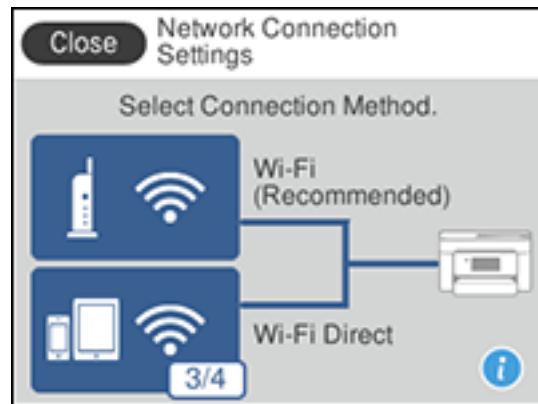 Close
Network Connection
Settings
Select Connection Method.
Wi-Fi
(Recommended)
Wi-Fi Direct
3/4
i